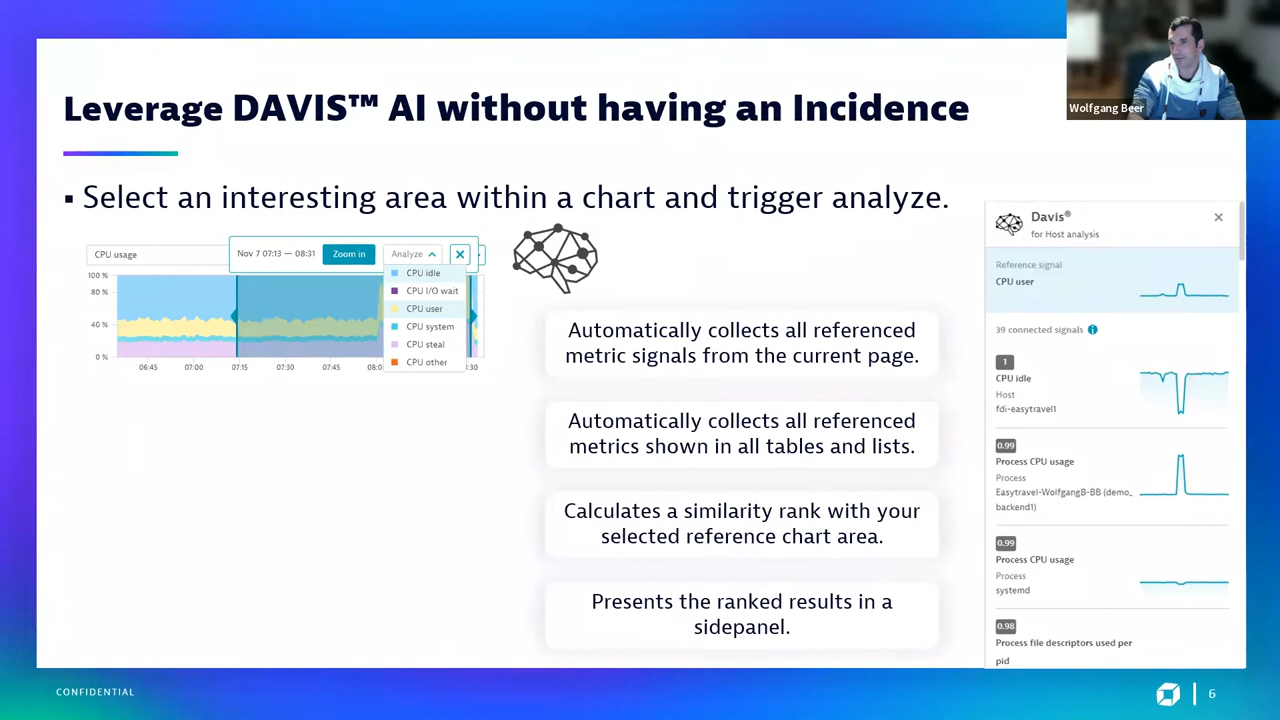 Leverage DAVIS™ AI without having an Incidence
Wolfgang Beer
▪ Select an interesting area within a chart and trigger analyze.
CPU usage
Nov 7 07:13 — 08:31
Zoom in
Analyze
100 %
80 %
40 %
0 %
CPU idle
CPU I/O wait
CPU user
CPU system
CPU steal
CPU other
06:45 07:00 07:15 07:30 07:45 08:0 :30
Automatically collects all referenced
metric signals from the current page.
Automatically collects all referenced
metrics shown in all tables and lists.
Calculates a similarity rank with your
selected reference chart area.
Presents the ranked results in a
sidepanel.
Davis®
for Host analysis
Reference signal
CPU user
39 connected signals
1
CPU idle
Host
fdi-easytravel1
0.99
Process CPU usage
Process
Easytravel-WolfgangB-BB (demo_
backend1)
0.99
Process CPU usage
Process
systemd
0.98
Process file descriptors used per
pid
CONFIDENTIAL
6